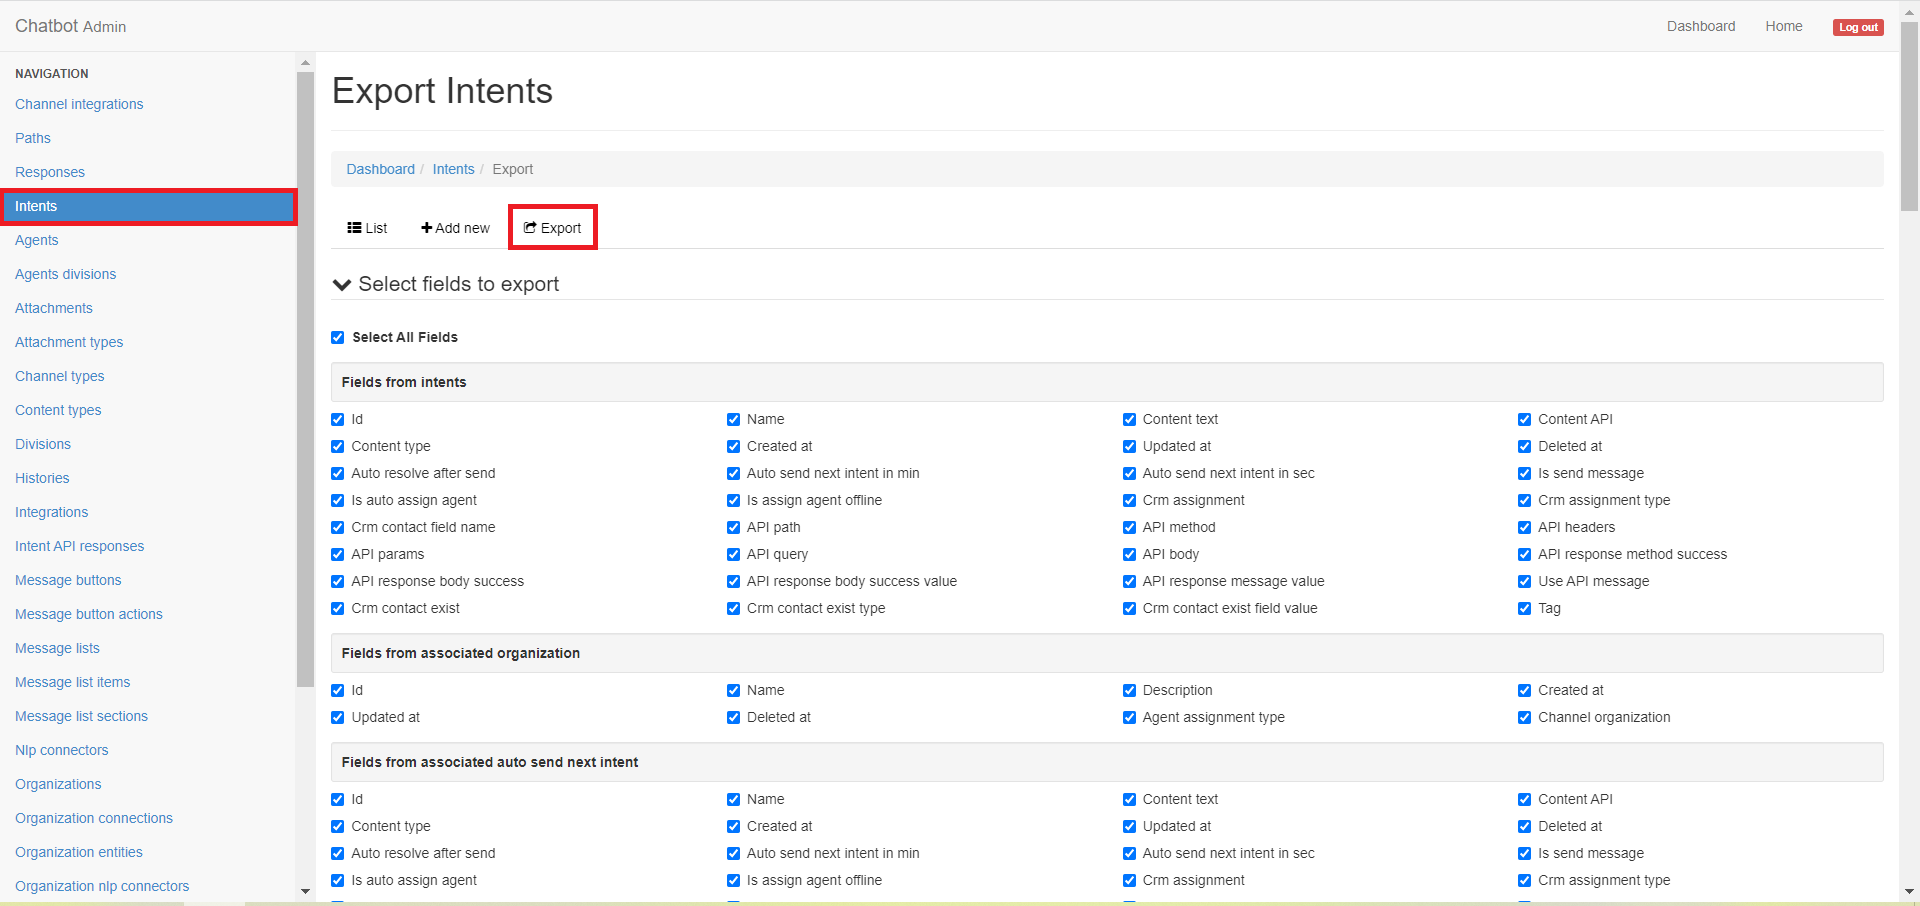 Chatbot Admin
Dashboard Home Log out
NAVIGATION
Channel integrations
Paths
Responses
Intents
Agents
Agents divisions
Attachments
Attachment types
Channel types
Content types
Divisions
Histories
Integrations
Intent API responses
Message buttons
Message button actions
Message lists
Message list items
Message list sections
Nlp connectors
Organizations
Organization connections
Organization entities
Organization nlp connectors
Export Intents
Dashboard / Intents / Export
List Add new Export
Select fields to export
Select All Fields
Fields from intents
Id Name Content text Content API
Content type Created at Updated at Deleted at
Auto resolve after send Auto send next intent in min Auto send next intent in sec Is send message
Is auto assign agent Is assign agent offline Crm assignment Crm assignment type
Crm contact field name API path API method API headers
API params API query API body API response method success
API response body success API response body success value API response message value Use API message
Crm contact exist Crm contact exist type Crm contact exist field value Tag
Fields from associated organization
Id Name Description Created at
Updated at Deleted at Agent assignment type Channel organization
Fields from associated auto send next intent
Id Name Content text Content API
Content type Created at Updated at Deleted at
Auto resolve after send Auto send next intent in min Auto send next intent in sec Is send message
Is auto assign agent Is assign agent offline Crm assignment Crm assignment type